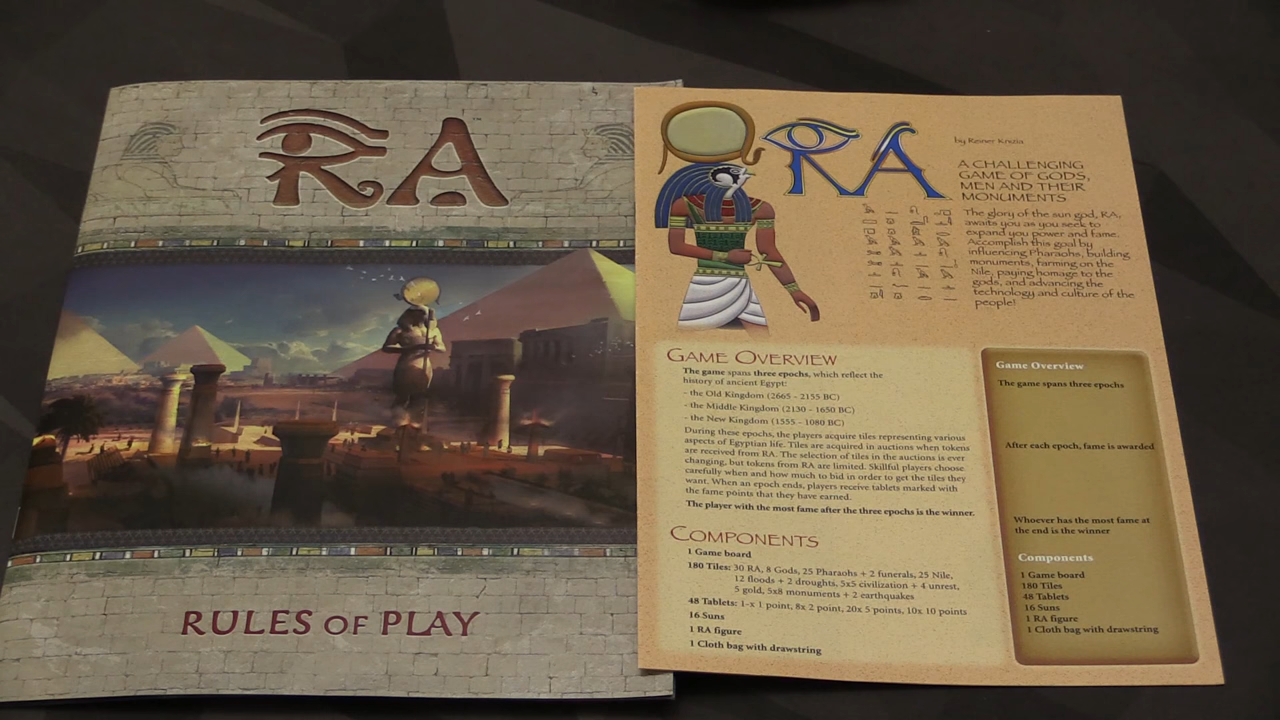 RA
RULES OF PLAY
RA
by Reiner Knizia
A CHALLENGING
GAME OF GODS,
MEN AND THEIR
MONUMENTS
The glory of the sun god, RA,
awaits you as you seek to
expand you power and fame.
Accomplish this goal by
influencing Pharaohs, building
monuments, farming on the
Nile, paying homage to the
gods, and advancing the
technology and culture of the
people!
GAME OVERVIEW
The game spans three epochs, which reflect the
history of ancient Egypt:
- the Old Kingdom (2665 - 2155 BC)
- the Middle Kingdom (2130 - 1650 BC)
- the New Kingdom (1555 - 1080 BC)
During these epochs, the players acquire tiles representing various
aspects of Egyptian life. Tiles are acquired in auctions when tokens
are received from RA. The selection of tiles in the auctions is ever
changing, but tokens from RA are limited. Skillful players choose
carefully when and how much to bid in order to get the tiles they
want. When an epoch ends, players receive tablets marked with
the fame points that they have earned.
The player with the most fame after the three epochs is the winner.
COMPONENTS
1 Game board
180 Tiles: 30 RA, 8 Gods, 25 Pharaohs + 2 funerals, 25 Nile,
12 floods + 2 droughts, 5x5 civilization + 4 unrest,
5 gold, 5x8 monuments + 2 earthquakes
48 Tablets: 1-x 1 point, 8x 2 point, 20x 5 points, 10x 10 points
16 Suns
1 RA figure
1 Cloth bag with drawstring
Game Overview
The game spans three epochs
After each epoch, fame is awarded
Whoever has the most fame at
the end is the winner
Components
1 Game board
180 Tiles
48 Tablets
16 Suns
1 RA figure
1 Cloth bag with drawstring